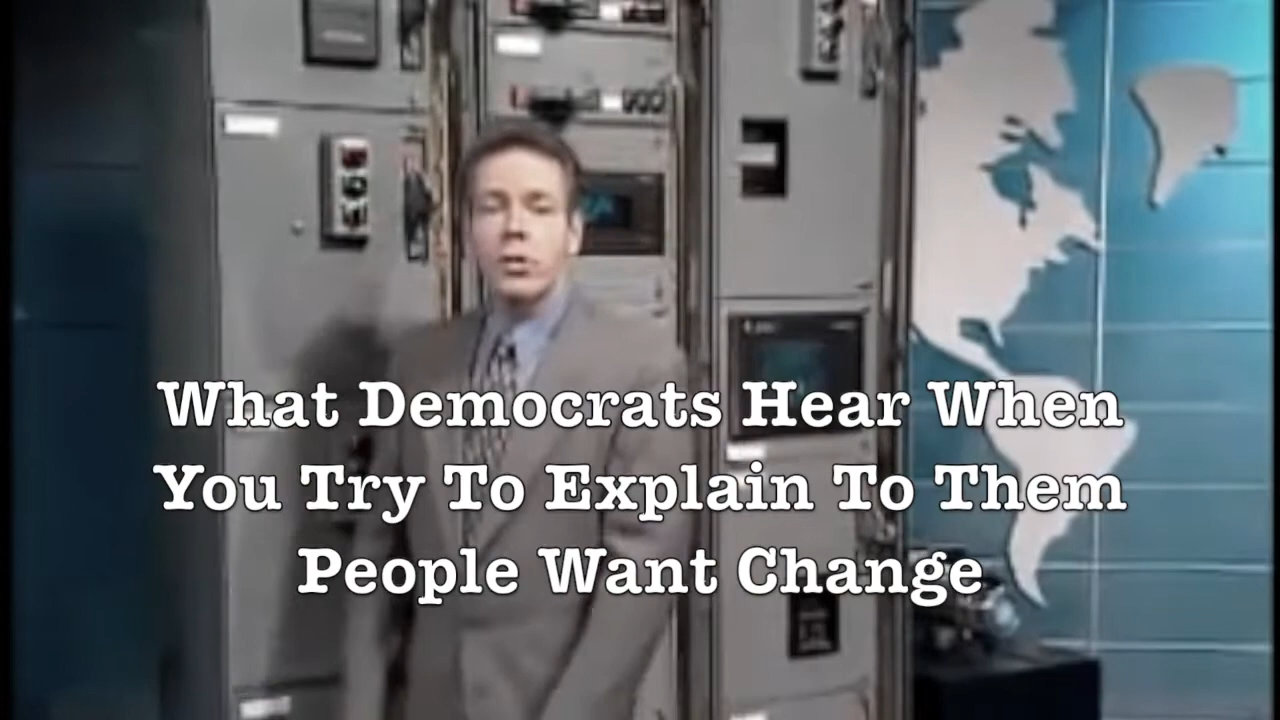 What Democrats Hear When
You Try To Explain To Them
People Want Change